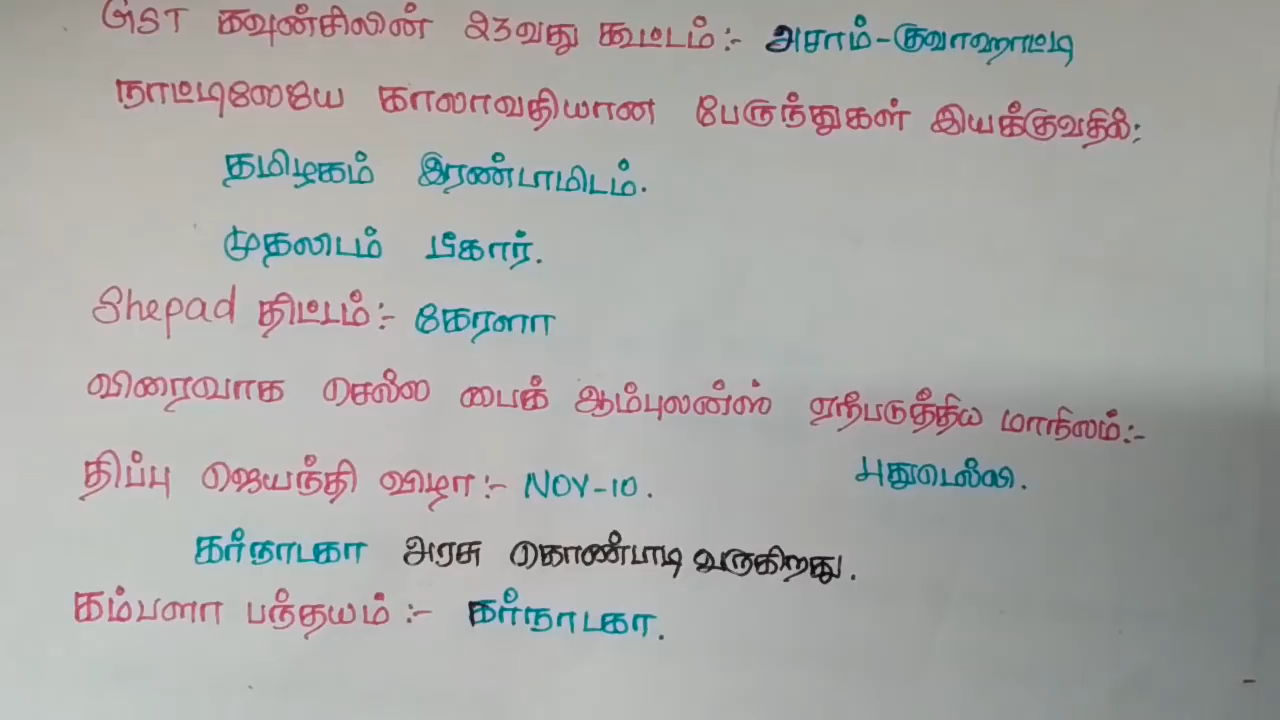 GST கவுன்சிலின் 23வது கூட்டம்:- அசாம்-குவாஹாட்டி
நாட்டிலேயே காலாவதியான பேருந்துகள் இயக்குவதில்:
தமிழகம் இரண்டாமிடம்.
முதலிடம் பீகார்.
Shepad திட்டம்:- கேரளா
விரைவாக செல்ல பைக் ஆம்புலன்ஸ் ஏற்படுத்திய மாநிலம்:-
புதுடெல்லி.
திப்பு ஜெயந்தி விழா:- NOV-10.
கர்நாடகா அரசு கொண்டாடி வருகிறது.
கம்பளா பந்தயம்:- கர்நாடகா.